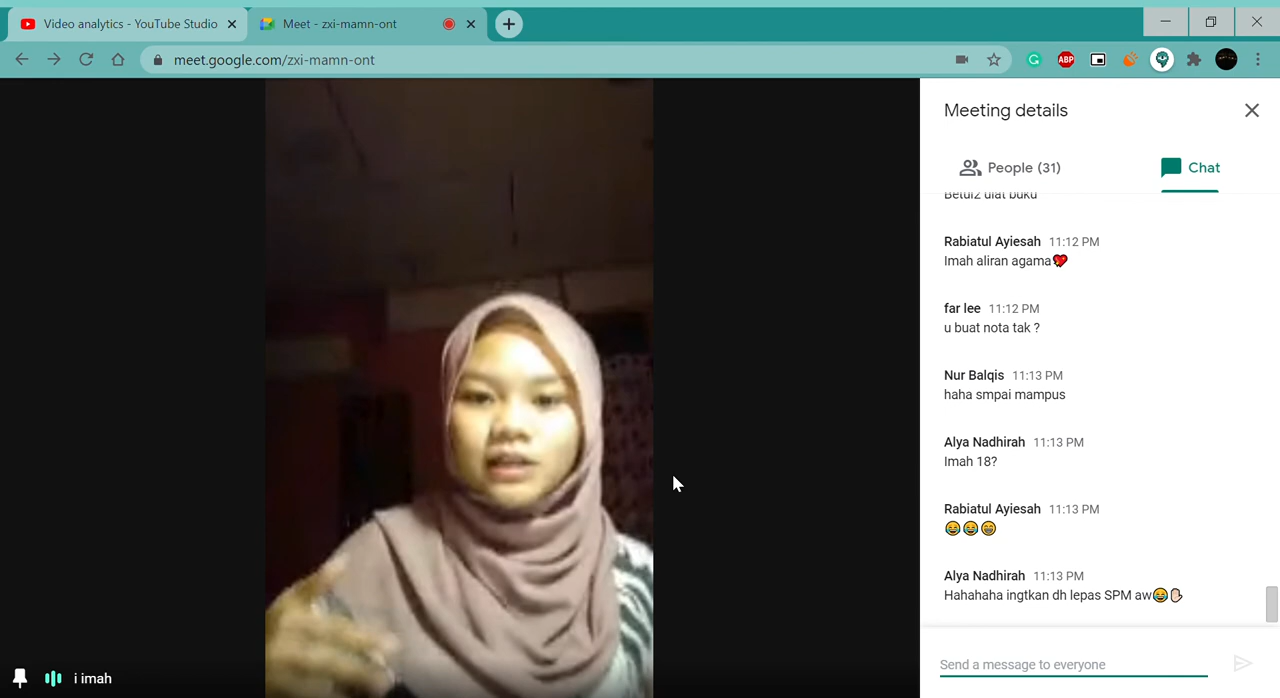 Video analytics - YouTube Studio
Meet - zxi-mamn-ont
meet.google.com/zxi-mamn-ont
ABP
Meeting details
People (31)
Chat
Betul2 ulat buku
Rabiatul Ayiesah 11:12 PM
Imah aliran agama💘
far lee 11:12 PM
u buat nota tak ?
Nur Balqis 11:13 PM
haha smpai mampus
Alya Nadhirah 11:13 PM
Imah 18?
Rabiatul Ayiesah 11:13 PM
😂😂😁
Alya Nadhirah 11:13 PM
Hahahaha ingtkan dh lepas SPM aw😂✋🏻
Send a message to everyone
i imah